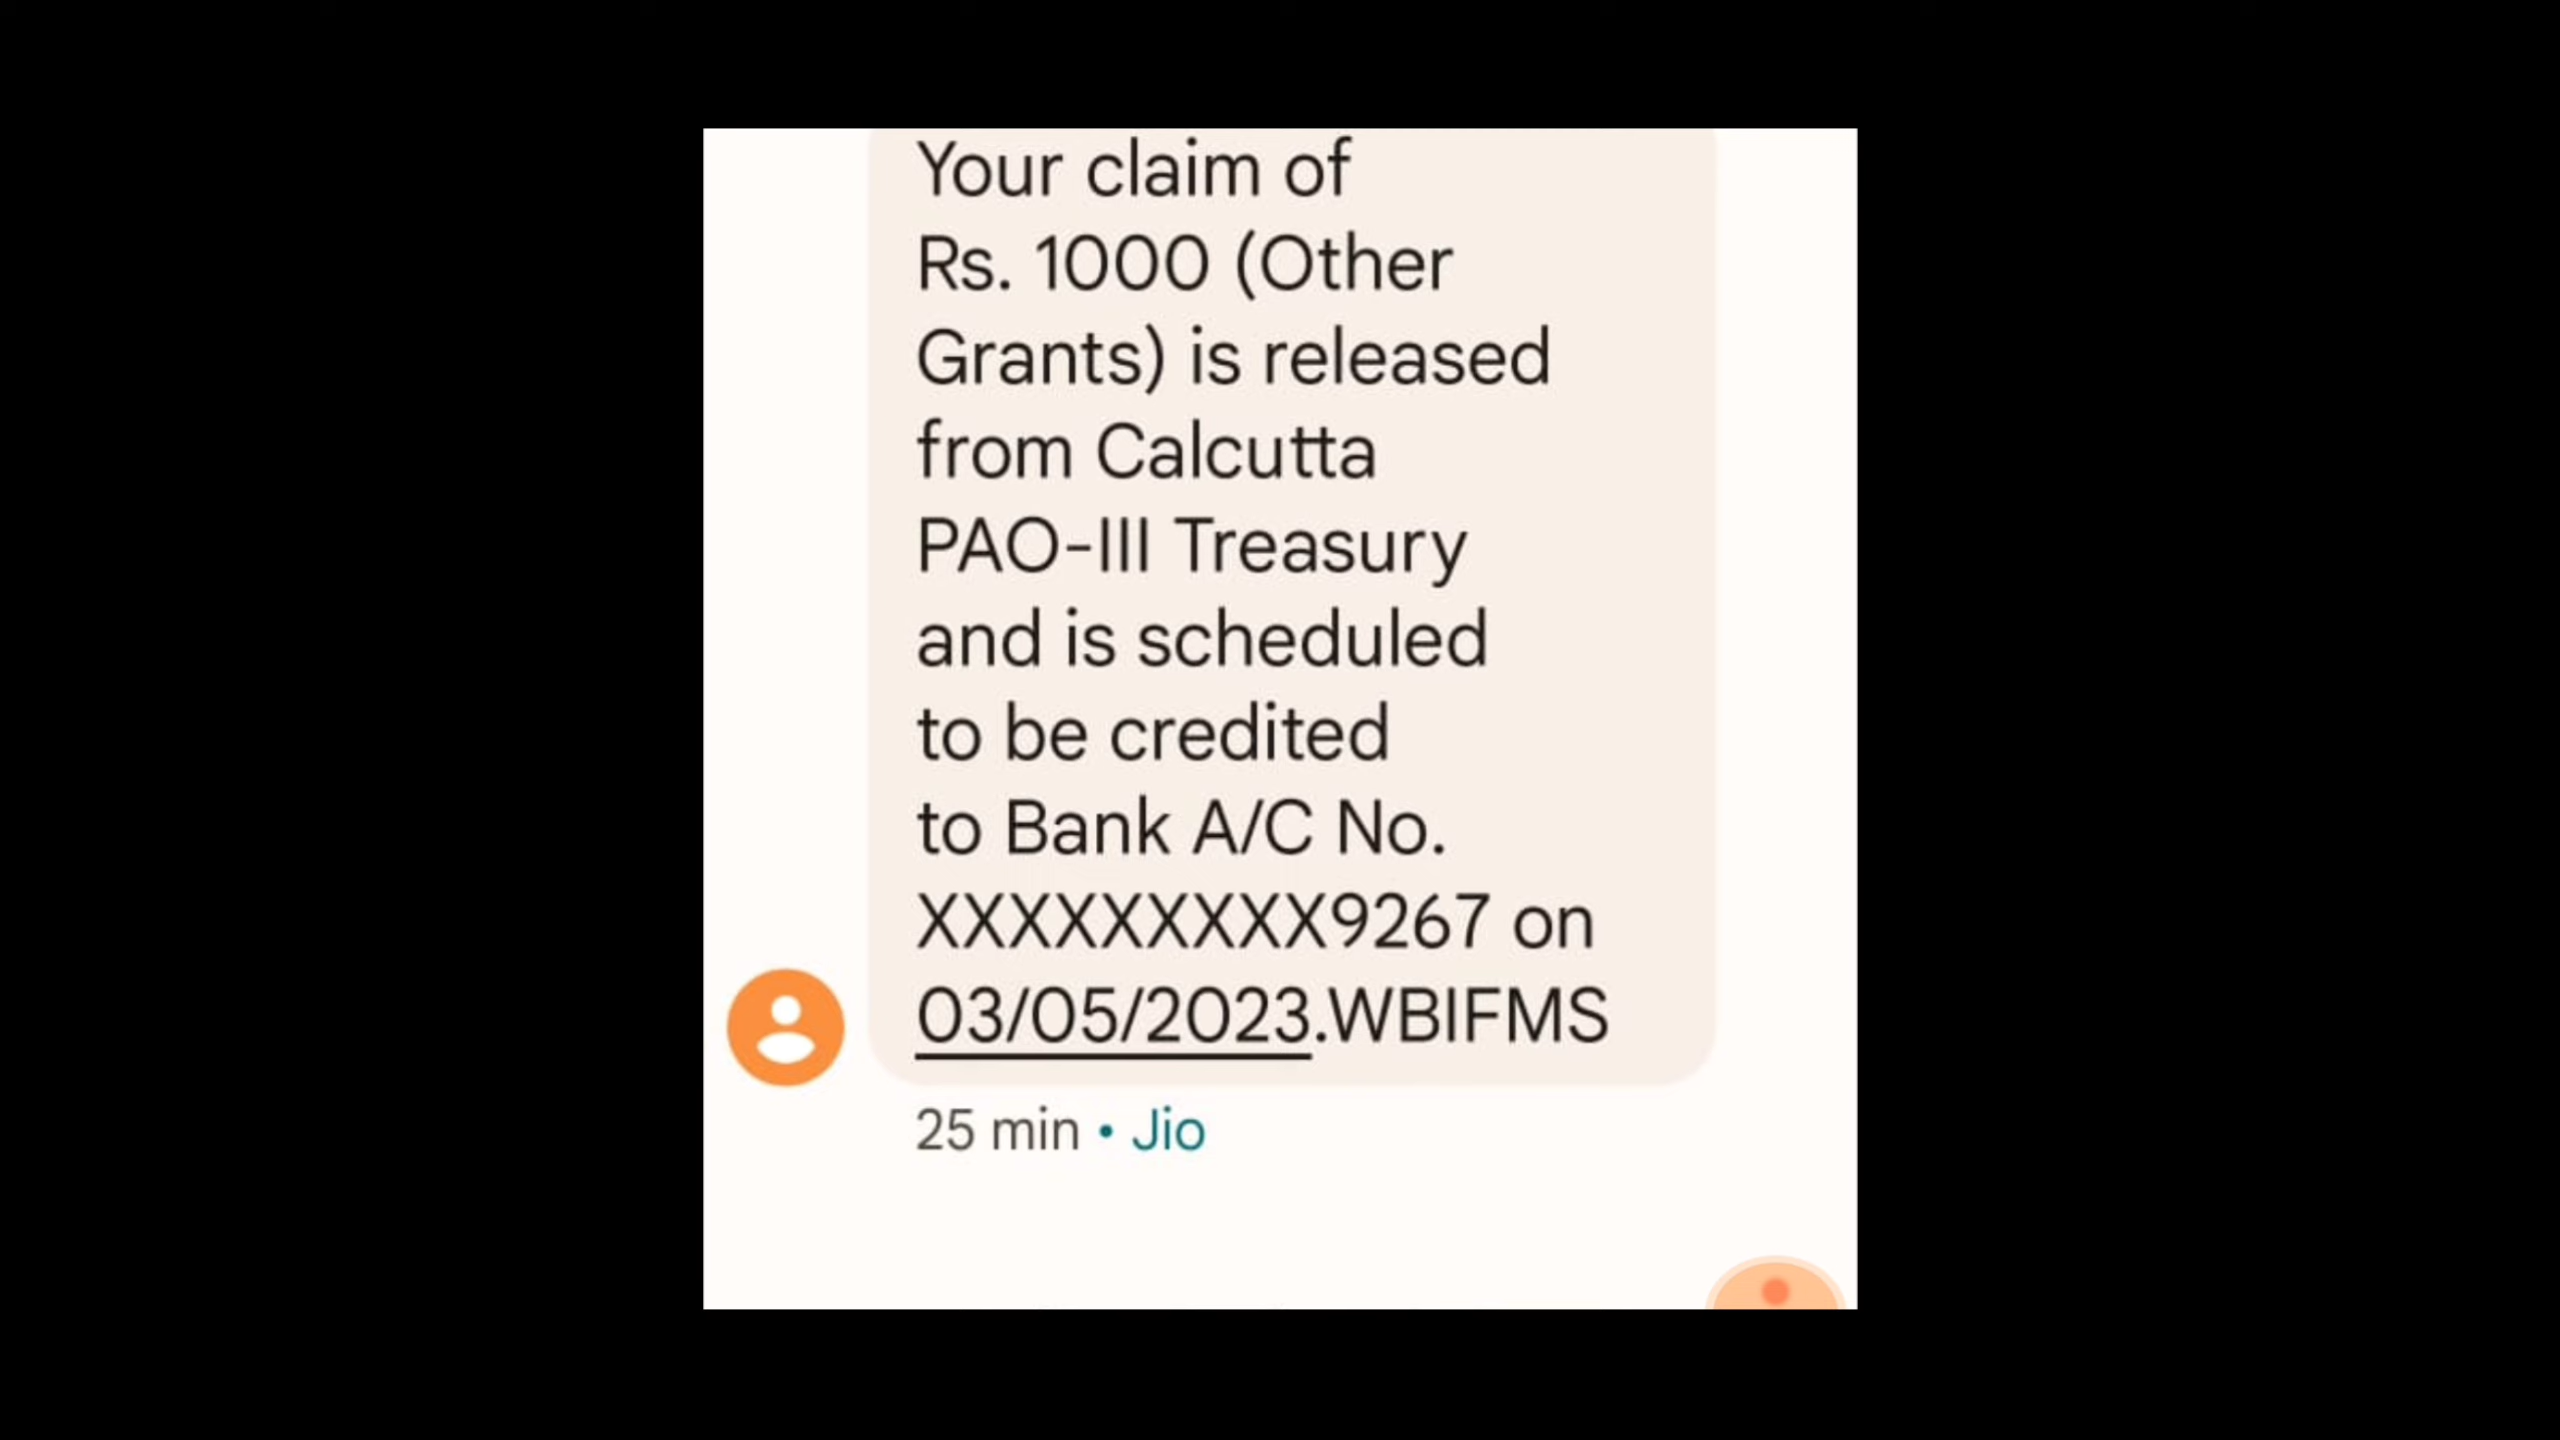 Your claim of
Rs. 1000 (Other
Grants) is released
from Calcutta
PAO-III Treasury
and is scheduled
to be credited
to Bank A/C No.
XXXXXXXXX9267 on
03/05/2023.WBIFMS
25 min • Jio